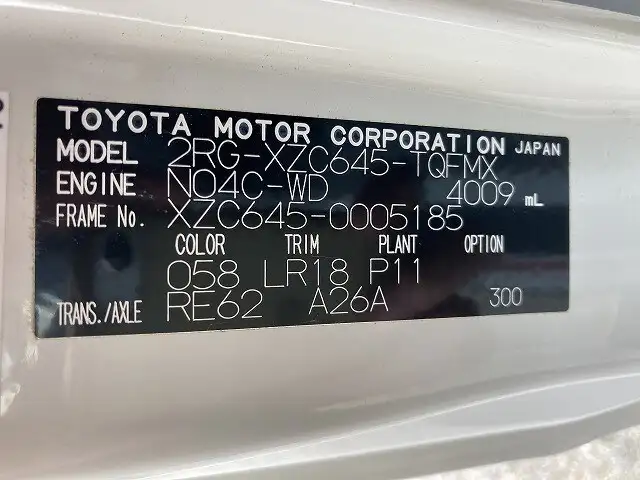 TOYOTA MOTOR CORPORATION JAPAN
MODEL 2RG-XZC645-TQFMX
ENGINE N04C-WD 4009 mL
FRAME No. XZC645-0005185
COLOR TRIM PLANT OPTION
058 LR18 P11
TRANS./AXLE RE62 A26A 300